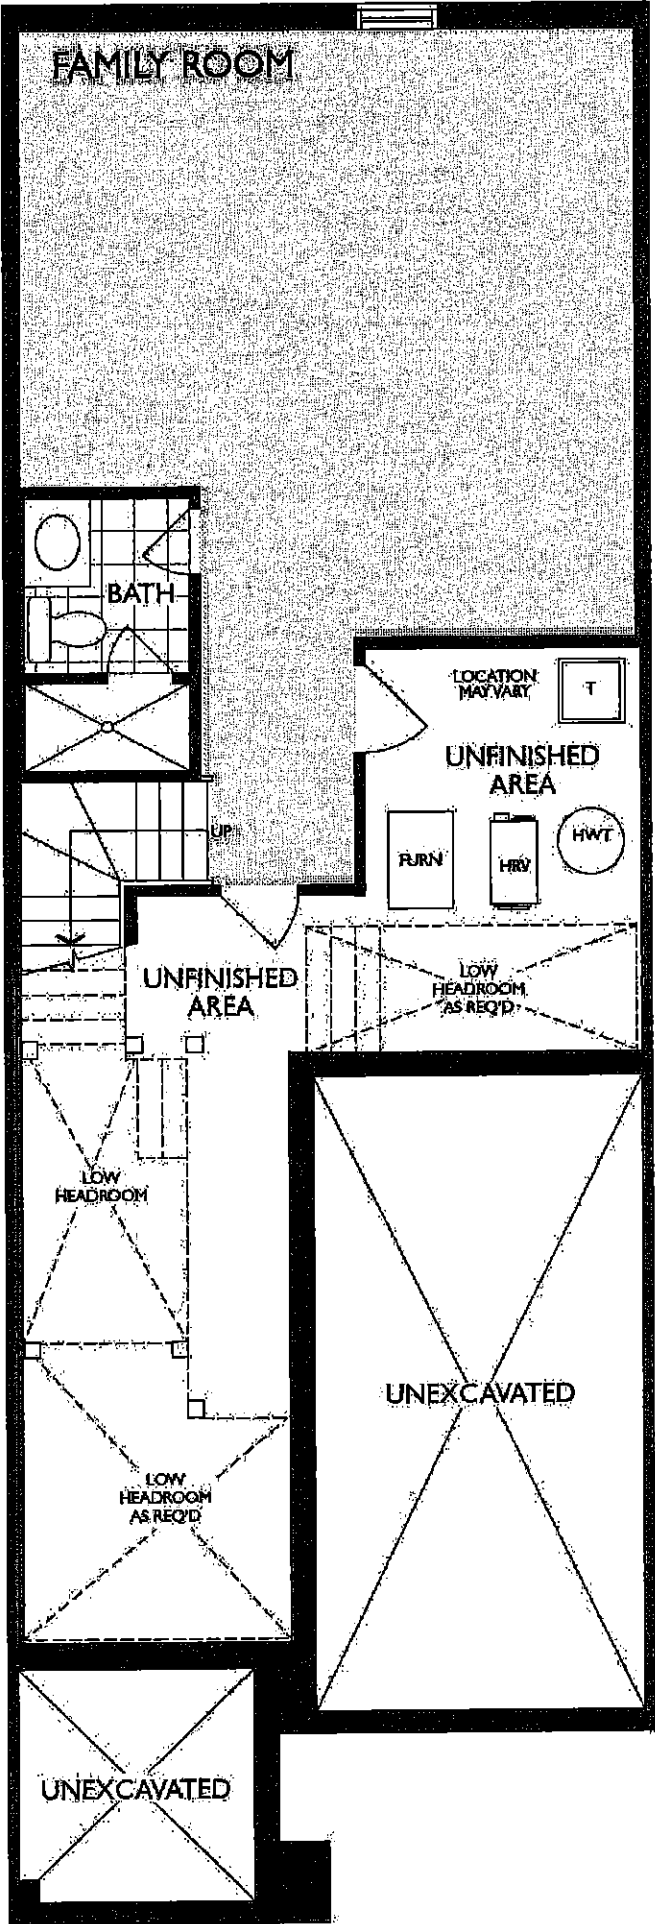 FAMILY ROOM
BATH
LOCATION
MAY VARY
T
UNFINISHED
AREA
UP
FURN
HRV
HWT
UNFINISHED
AREA
LOW
HEADROOM
AS REQ'D
LOW
HEADROOM
UNEXCAVATED
LOW
HEADROOM
AS REQ'D
UNEXCAVATED